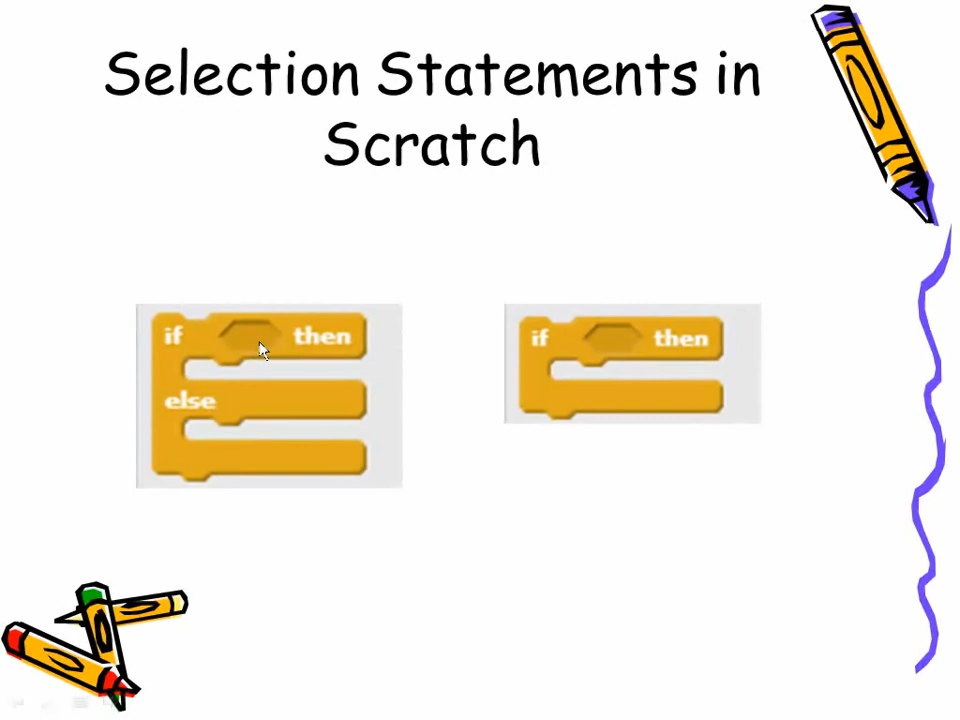 Selection Statements in
Scratch
if then
else
if then